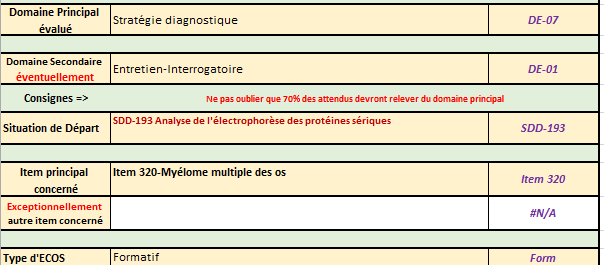 Domaine Principal évalué
Stratégie diagnostique
DE-07
Domaine Secondaire éventuellement
Entretien-Interrogatoire
DE-01
Consignes =>
Ne pas oublier que 70% des attendus devront relever du domaine principal
Situation de Départ
SDD-193 Analyse de l'électrophorèse des protéines sériques
SDD-193
Item principal concerné
Item 320-Myélome multiple des os
Item 320
Exceptionnellement autre item concerné
#N/A
Type d'ECOS
Formatif
Form